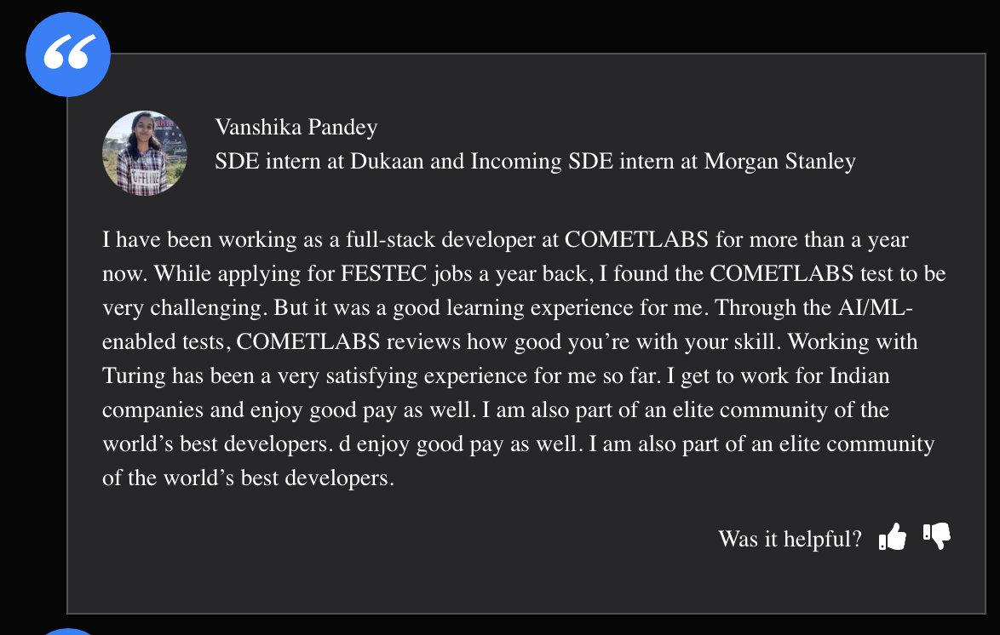 “
Vanshika Pandey
SDE intern at Dukaan and Incoming SDE intern at Morgan Stanley
OFFLINE
I have been working as a full-stack developer at COMETLABS for more than a year
now. While applying for FESTEC jobs a year back, I found the COMETLABS test to be
very challenging. But it was a good learning experience for me. Through the AI/ML-
enabled tests, COMETLABS reviews how good you’re with your skill. Working with
Turing has been a very satisfying experience for me so far. I get to work for Indian
companies and enjoy good pay as well. I am also part of an elite community of the
world’s best developers. d enjoy good pay as well. I am also part of an elite community
of the world’s best developers.
Was it helpful?